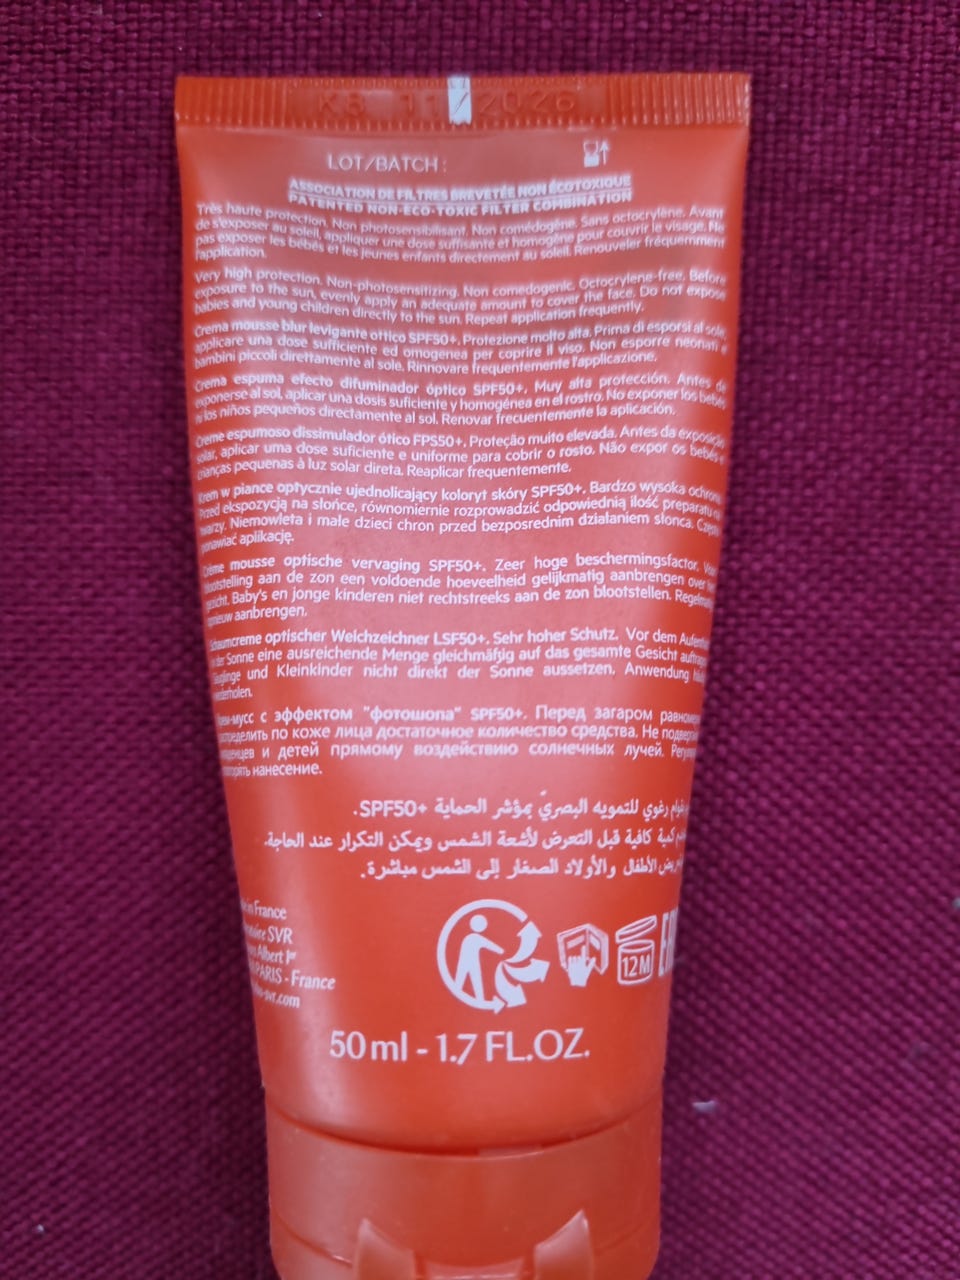 K8 11/2026
LOT/BATCH :
ASSOCIATION DE FILTRES BREVETÉE NON ÉCOTOXIQUE
PATENTED NON-ECO-TOXIC FILTER COMBINATION
Très haute protection. Non photosensibilisant. Non comédogène. Sans octocrylène. Avant
de s'exposer au soleil, appliquer une dose suffisante et homogène pour couvrir le visage. Ne
pas exposer les bébés et les jeunes enfants directement au soleil. Renouveler fréquemment
l'application.
Very high protection. Non-photosensitizing. Non comedogenic. Octocrylene-free. Before
exposure to the sun, evenly apply an adequate amount to cover the face. Do not expose
babies and young children directly to the sun. Repeat application frequently.
Crema mousse blur levigante ottico SPF50+. Protezione molto alta. Prima di esporsi al sole,
applicare una dose sufficiente ed omogenea per coprire il viso. Non esporre neonati e
bambini piccoli direttamente al sole. Rinnovare frequentemente l'applicazione.
Crema espuma efecto difuminador óptico SPF50+. Muy alta protección. Antes de
exponerse al sol, aplicar una dosis suficiente y homogénea en el rostro. No exponer los bebés
ni los niños pequeños directamente al sol. Renovar frecuentemente la aplicación.
Creme espumoso dissimulador ótico FPS50+. Proteção muito elevada. Antes da exposição
solar, aplicar uma dose suficiente e uniforme para cobrir o rosto. Não expor os bebés e
crianças pequenas à luz solar direta. Reaplicar frequentemente.
Krem w piance optycznie ujednolicający koloryt skóry SPF50+. Bardzo wysoka ochrona
Przed ekspozycją na słońce, równomiernie rozprowadzić odpowiednią ilość preparatu na
twarzy. Niemowlęta i małe dzieci chroń przed bezpośrednim działaniem słońca.
aplikację.
Crème mousse optische vervaging SPF50+. Zeer hoge beschermingsfactor.
blootstelling aan de zon een voldoende hoeveelheid gelijkmatig aanbrengen over
gezicht. Baby's en jonge kinderen niet rechtstreeks aan de zon blootstellen.
opnieuw aanbrengen.
Schaumcreme optischer Weichzeichner LSF50+. Sehr hoher Schutz. Vor dem
in der Sonne eine ausreichende Menge gleichmäßig auf das gesamte Gesicht
Säuglinge und Kleinkinder nicht direkt der Sonne aussetzen. Anwendung
wiederholen.
с эффектом "фотошопа" SPF50+. Перед загаром
по коже лица достаточное количество средства. Не
и детей прямому воздействию солнечных лучей.
нанесение.
رغوي للتمويه البصريّ بمؤشر الحماية +SPF50.
كمية كافية قبل التعرض لأشعة الشمس ويمكن التكرار عند الحاجة.
الأطفال والأولاد الصغار إلى الشمس مباشرة.
in France
SVR
Albert Iᵉʳ
PARIS - France
svr.com
12M
50 ml - 1.7 FL.OZ.